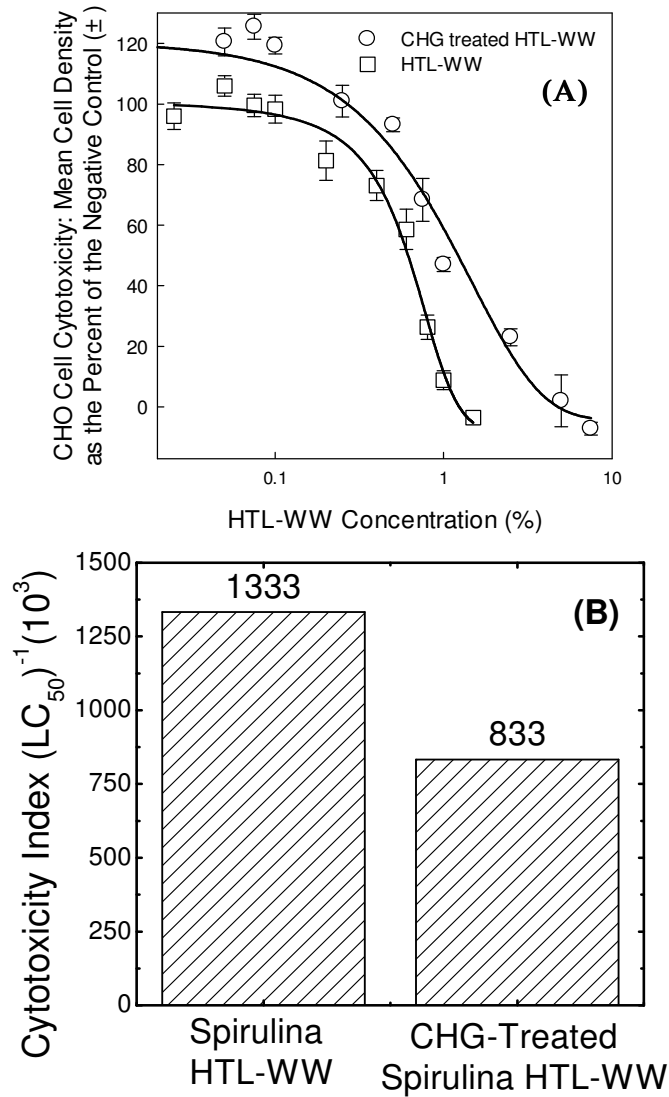 CHO Cell Cytotoxicity: Mean Cell Density
as the Percent of the Negative Control (±)
120
100
80
60
40
20
0
CHG treated HTL-WW
HTL-WW
(A)
0.1
1
10
HTL-WW Concentration (%)
Cytotoxicity Index (LC50)-1 (103)
1500
1250
1000
750
500
250
0
1333
(B)
833
Spirulina
HTL-WW
CHG-Treated
Spirulina HTL-WW